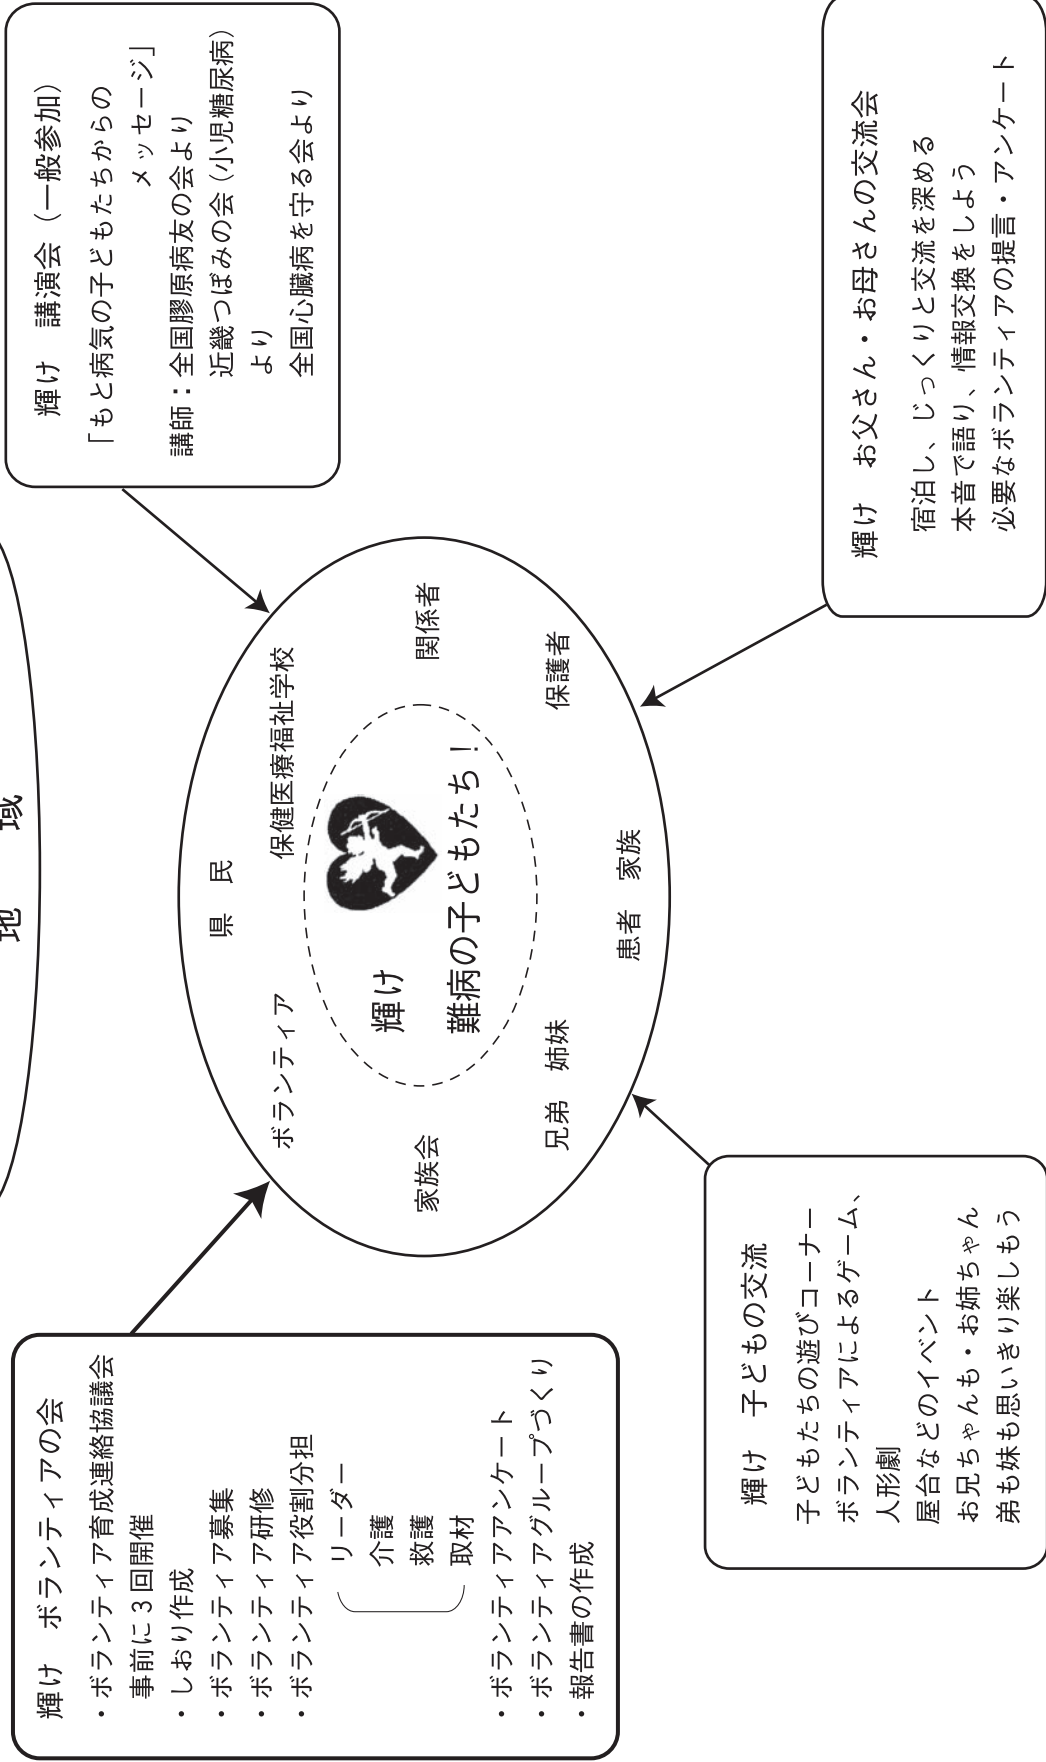 地　域
輝け　ボランティアの会
・ボランティア育成連絡協議会
事前に３回開催
・しおり作成
・ボランティア募集
・ボランティア研修
・ボランティア役割分担
リーダー
介護
救護
取材
・ボランティアアンケート
・ボランティアグループづくり
・報告書の作成
輝け　講演会（一般参加）
「もと病気の子どもたちからの
メッセージ」
講師：全国膠原病友の会より
近畿つぼみの会（小児糖尿病）
より
全国心臓病を守る会より
県　民
ボランティア
保健医療福祉学校
家族会
関係者
輝け
難病の子どもたち！
兄弟　姉妹
保護者
患者　家族
輝け　子どもの交流
子どもたちの遊びコーナー
ボランティアによるゲーム、
人形劇
屋台などのイベント
お兄ちゃんも・お姉ちゃん
弟も妹も思いきり楽しもう
輝け　お父さん・お母さんの交流会
宿泊し、じっくりと交流を深める
本音で語り、情報交換をしよう
必要なボランティアの提言・アンケート